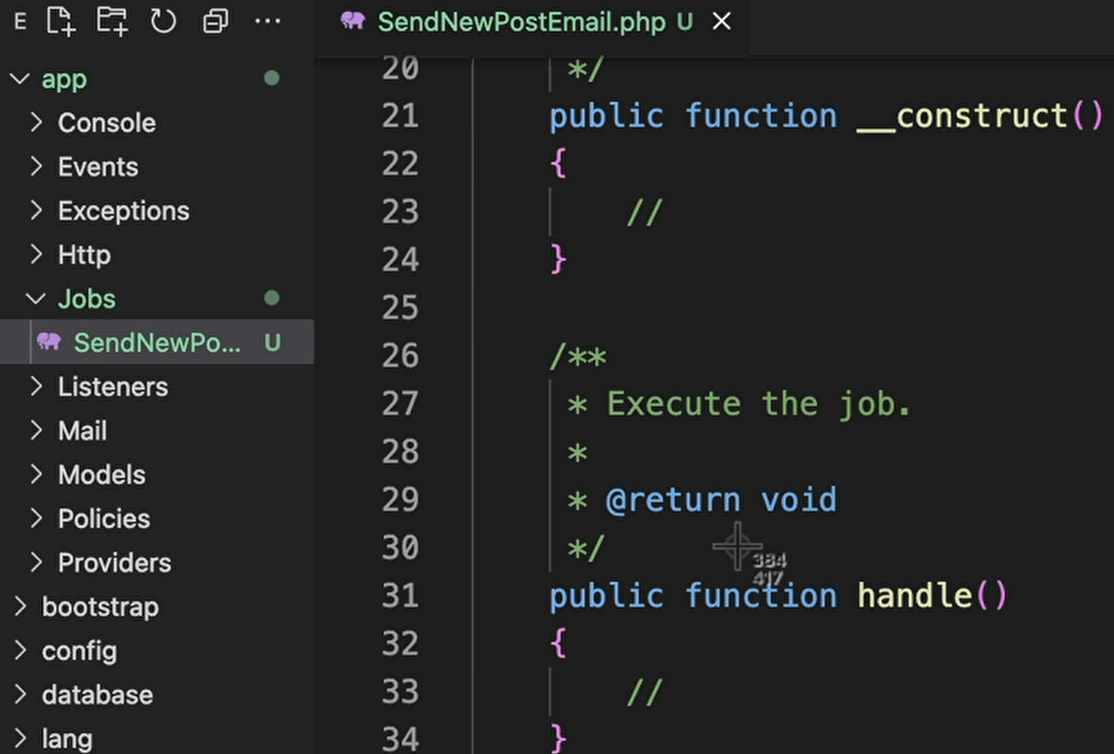 E
SendNewPostEmail.php U
app
Console
Events
Exceptions
Http
Jobs
SendNewPo... U
Listeners
Mail
Models
Policies
Providers
bootstrap
config
database
lang
20 */
21 public function __construct()
22 {
23 //
24 }
25
26 /**
27 * Execute the job.
28 *
29 * @return void
30 */
31 public function handle()
32 {
33 //
34 }
384
417